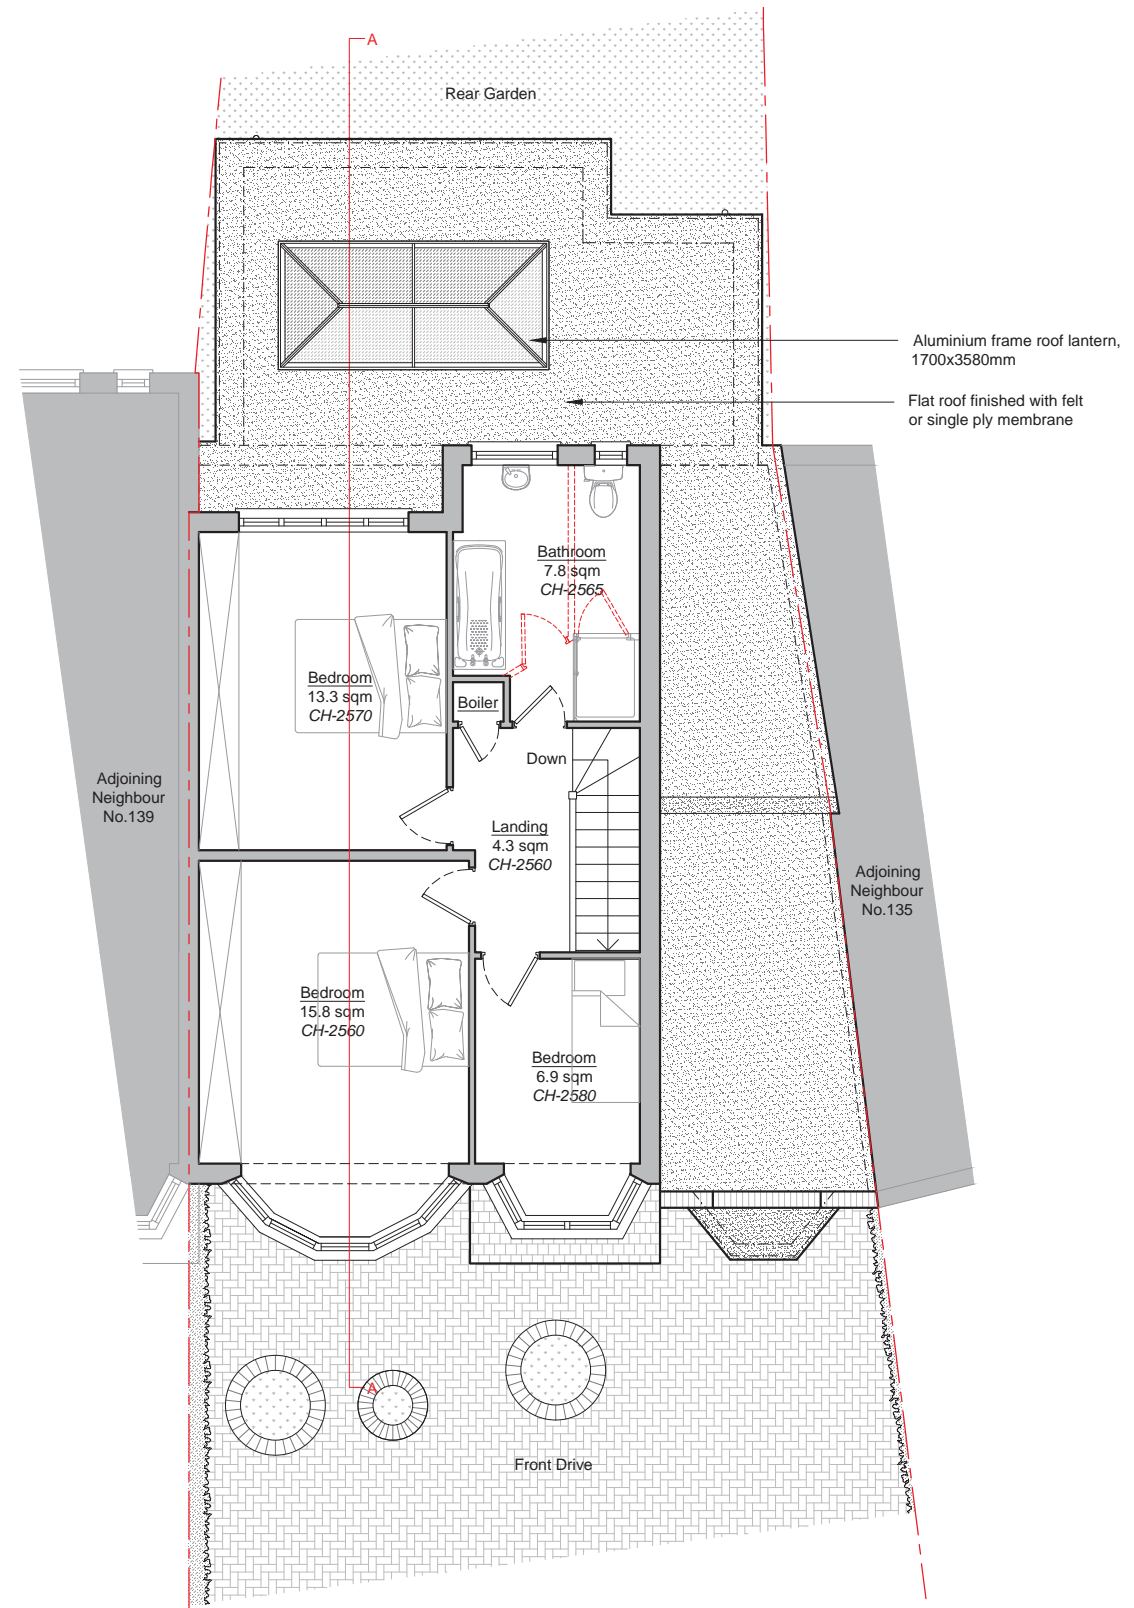 A
Rear Garden
Aluminium frame roof lantern,
1700x3580mm
Flat roof finished with felt
or single ply membrane
Bathroom
7.8 sqm
CH-2565
Bedroom
13.3 sqm
CH-2570
Boiler
Down
Adjoining
Neighbour
No.139
Landing
4.3 sqm
CH-2560
Adjoining
Neighbour
No.135
Bedroom
15.8 sqm
CH-2560
Bedroom
6.9 sqm
CH-2580
A
Front Drive